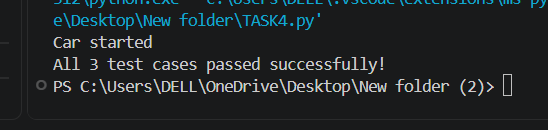 312\python.exe' 'c:\Users\DELL\.vscode\extensions\ms-py
e\Desktop\New folder\TASK4.py'
Car started
All 3 test cases passed successfully!
PS C:\Users\DELL\OneDrive\Desktop\New folder (2)>